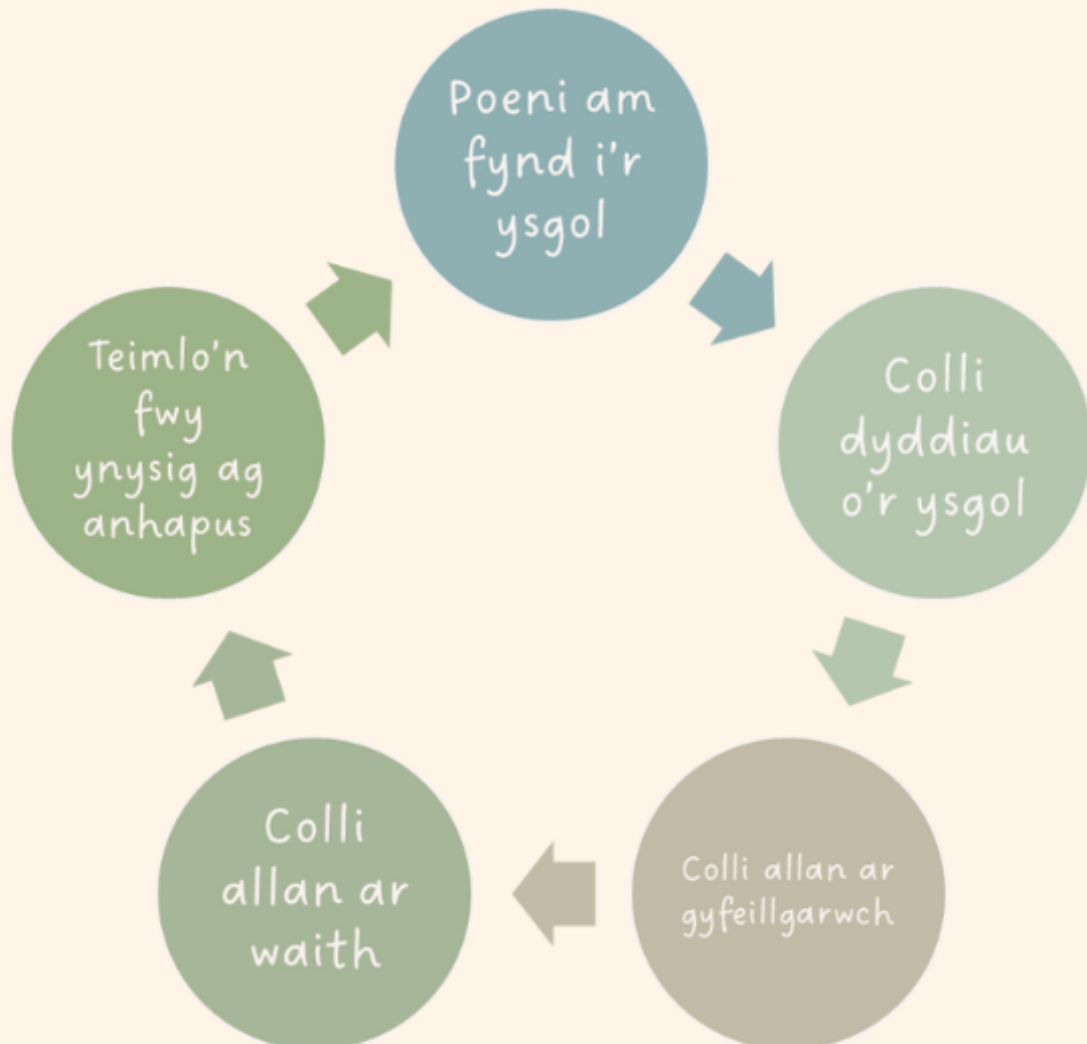 Poeni am
fynd i'r
ysgol
Colli
dyddiau
o'r ysgol
Colli allan ar
gyfeillgarwch
Colli
allan ar
waith
Teimlo'n
fwy
ynysig ag
anhapus